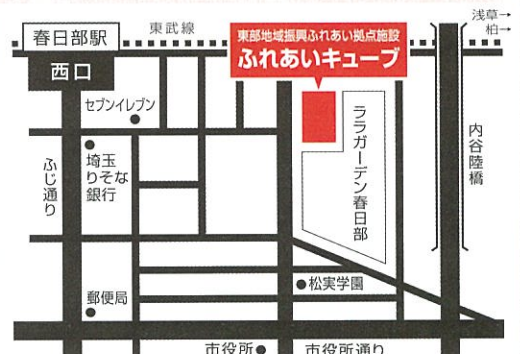 浅草→
柏→
春日部駅
東武線
東部地域振興ふれあい拠点施設
ふれあいキューブ
西口
セブンイレブン
埼玉
りそな
銀行
ふじ通り
ララガーデン春日部
内谷陸橋
松実学園
郵便局
市役所
市役所通り